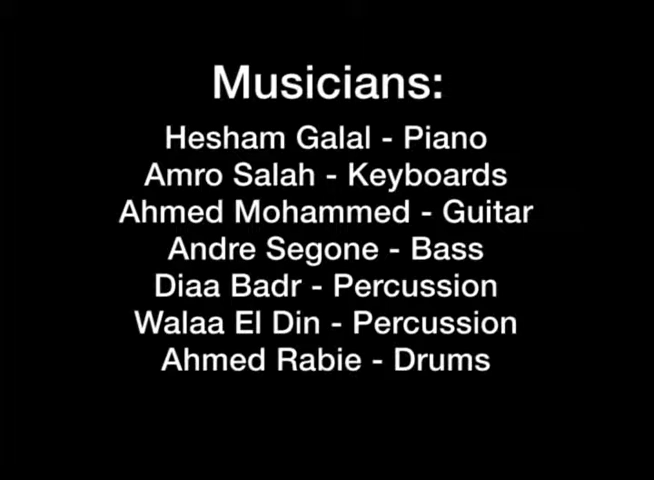 Musicians:
Hesham Galal - Piano
Amro Salah - Keyboards
Ahmed Mohammed - Guitar
Andre Segone - Bass
Diaa Badr - Percussion
Walaa El Din - Percussion
Ahmed Rabie - Drums